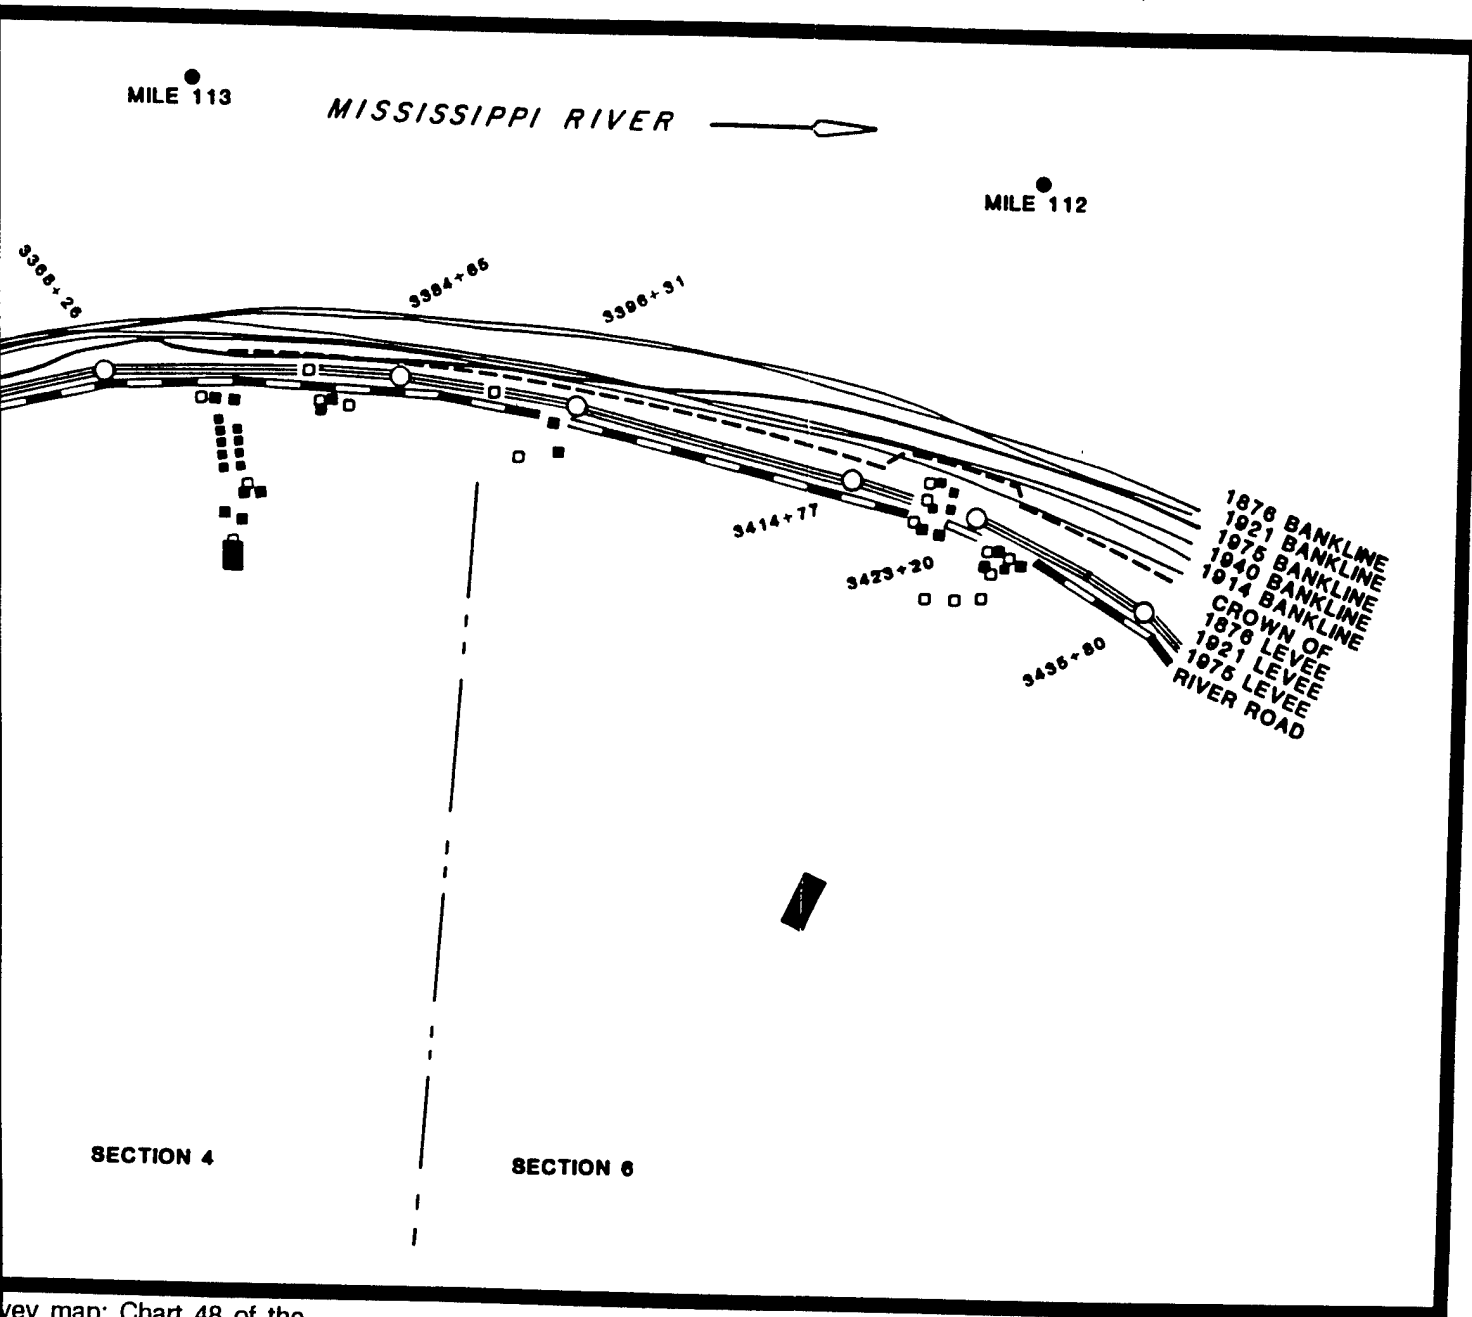 MILE 113
MISSISSIPPI RIVER
MILE 112
3368+26
3384+65
3396+31
3414+77
3423+20
3435+80
1876 BANKLINE
1921 BANKLINE
1975 BANKLINE
1940 BANKLINE
1914 BANKLINE
CROWN OF
1876 LEVEE
1921 LEVEE
1975 LEVEE
RIVER ROAD
SECTION 4
SECTION 6
vey map: Chart 48 of the